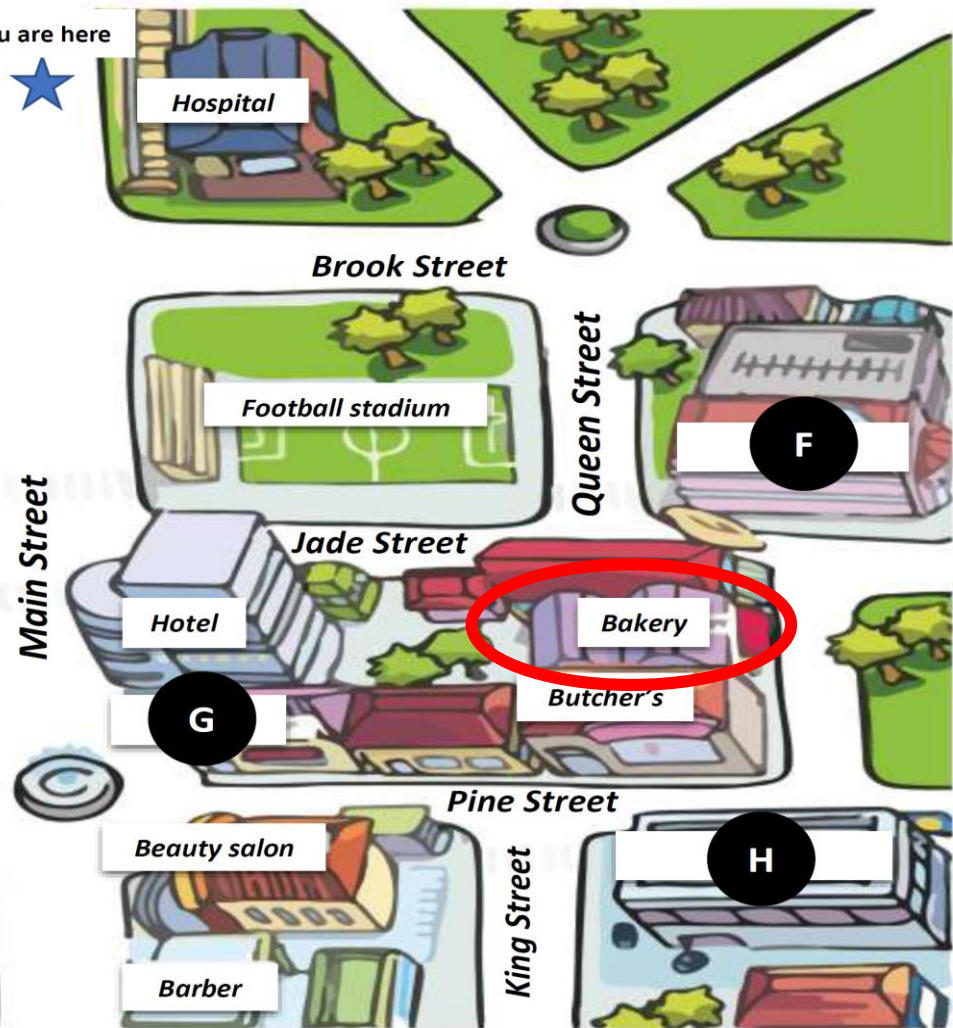 u are here
Hospital
Brook Street
Football stadium
Queen Street
F
Main Street
Jade Street
Hotel
Bakery
G
Butcher's
Pine Street
Beauty salon
H
King Street
Barber